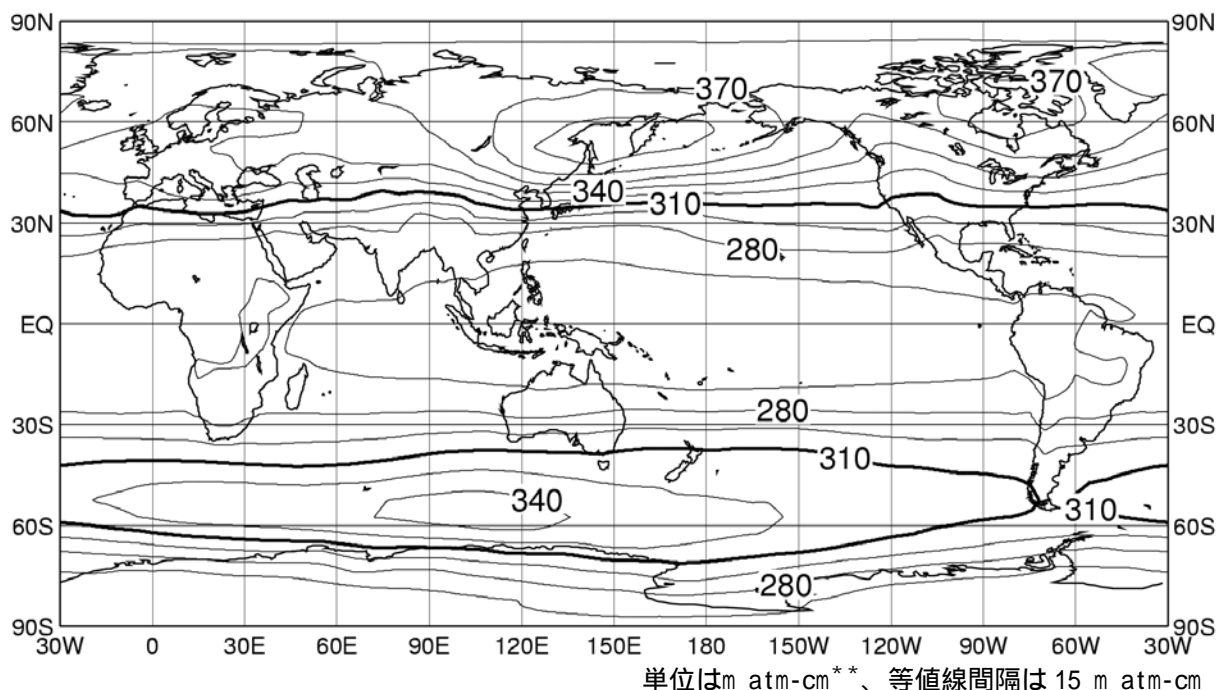 90N 90N
370 370
60N 60N
340 310
30N 30N
280
EQ EQ
280
30S 30S
310
340 310
60S 60S
280
90S 90S
30W 0 30E 60E 90E 120E 150E 180 150W 120W 90W 60W 30W
単位はm atm-cm**、等値線間隔は 15 m atm-cm